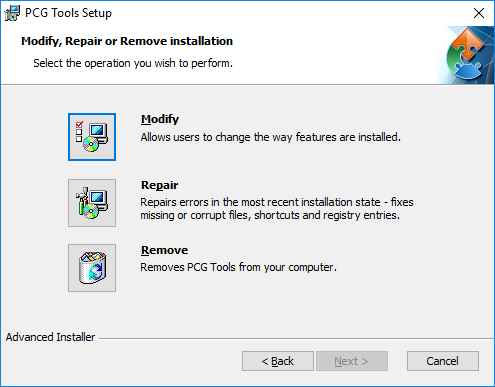 PCG Tools Setup
Modify, Repair or Remove installation
Select the operation you wish to perform.
Modify
Allows users to change the way features are installed.
Repair
Repairs errors in the most recent installation state - fixes
missing or corrupt files, shortcuts and registry entries.
Remove
Removes PCG Tools from your computer.
Advanced Installer
< Back Next > Cancel